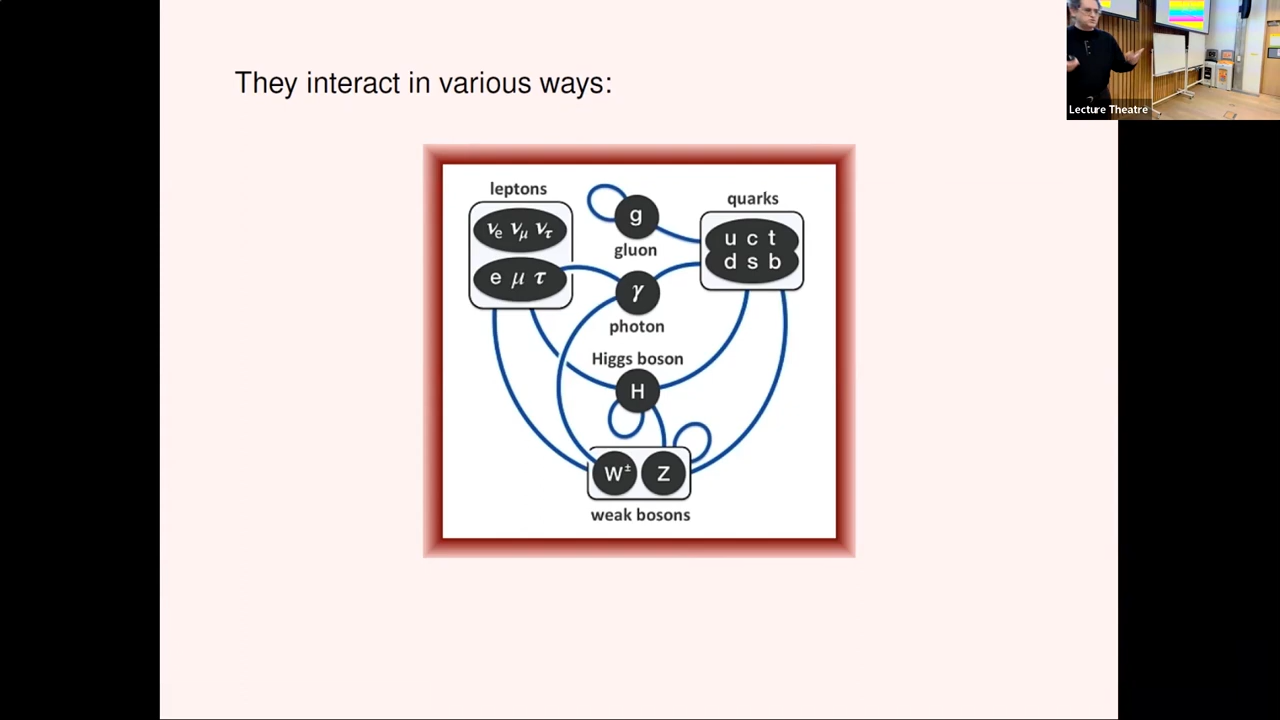 They interact in various ways:
Lecture Theatre
leptons
νe νμ ντ
e μ τ
g
gluon
quarks
u c t
d s b
γ
photon
Higgs boson
H
W± Z
weak bosons